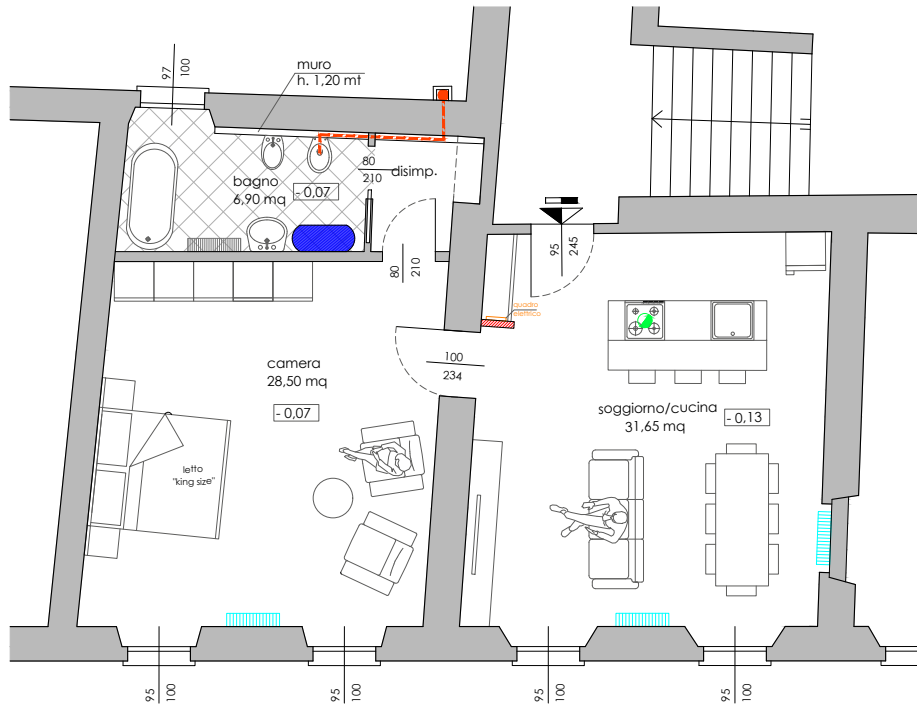 97
100
muro
h. 1,20 mt
80
210
disimp.
bagno
6,90 mq
- 0,07
80
210
95
245
quadro
elettrico
100
234
camera
28,50 mq
- 0,07
soggiorno/cucina
31,65 mq
- 0,13
letto
"king size"
95
100
95
100
95
100
95
100